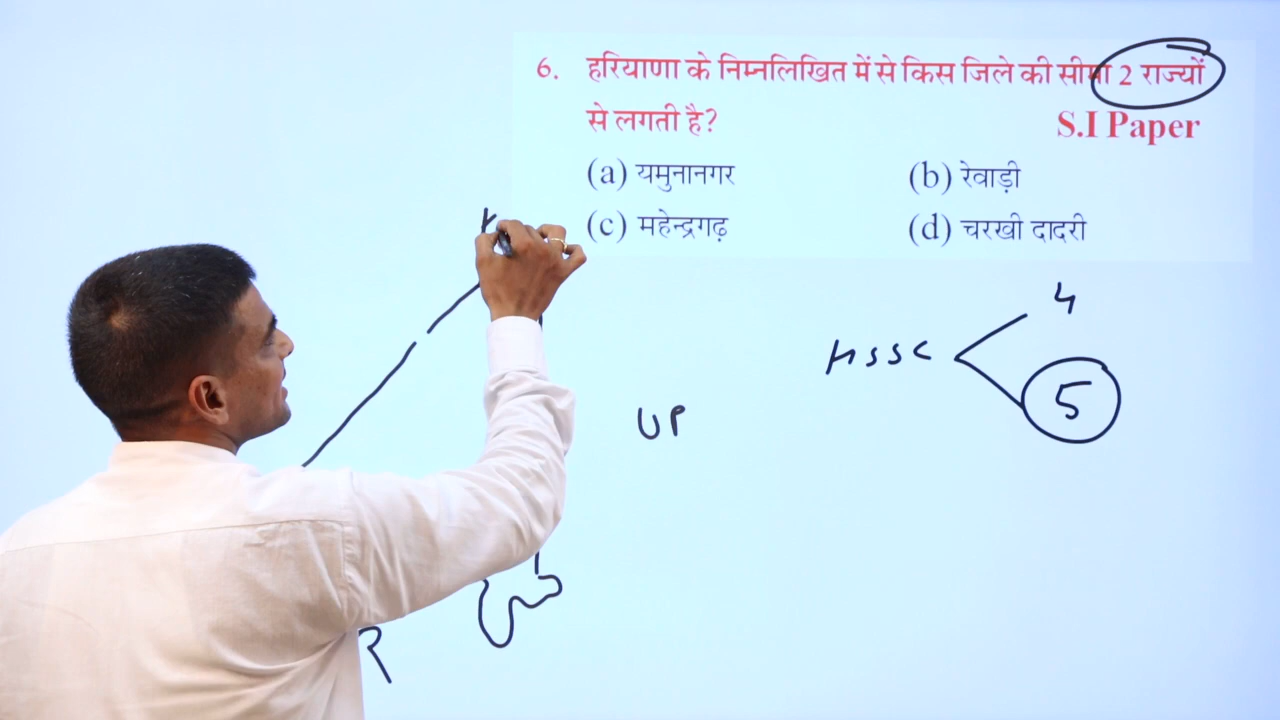 6. हरियाणा के निम्नलिखित में से किस जिले की सीमा 2 राज्यों
से लगती है?
S.I Paper
(a) यमुनानगर (b) रेवाड़ी
(c) महेन्द्रगढ़ (d) चरखी दादरी
4
HSSC
5
UP